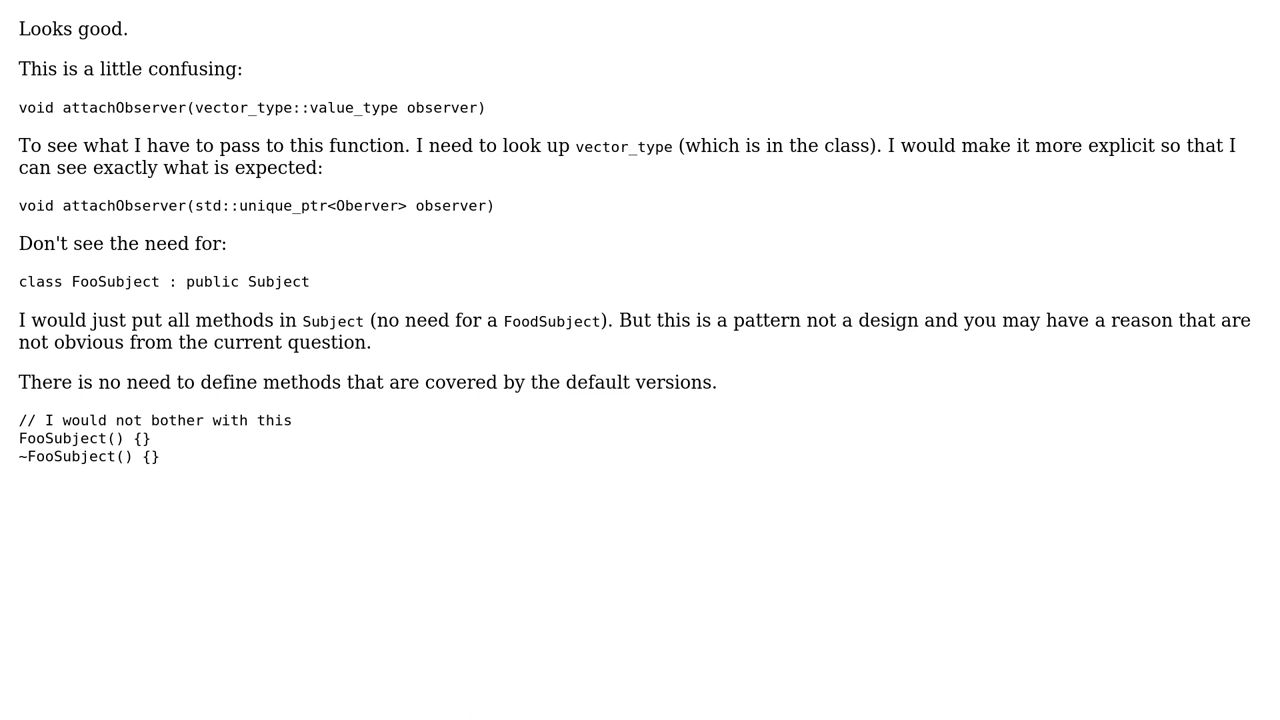 Looks good.
This is a little confusing:
void attachObserver(vector_type::value_type observer)
To see what I have to pass to this function. I need to look up vector_type (which is in the class). I would make it more explicit so that I
can see exactly what is expected:
void attachObserver(std::unique_ptr<Oberver> observer)
Don't see the need for:
class FooSubject : public Subject
I would just put all methods in Subject (no need for a FoodSubject). But this is a pattern not a design and you may have a reason that are
not obvious from the current question.
There is no need to define methods that are covered by the default versions.
// I would not bother with this
FooSubject() {}
~FooSubject() {}